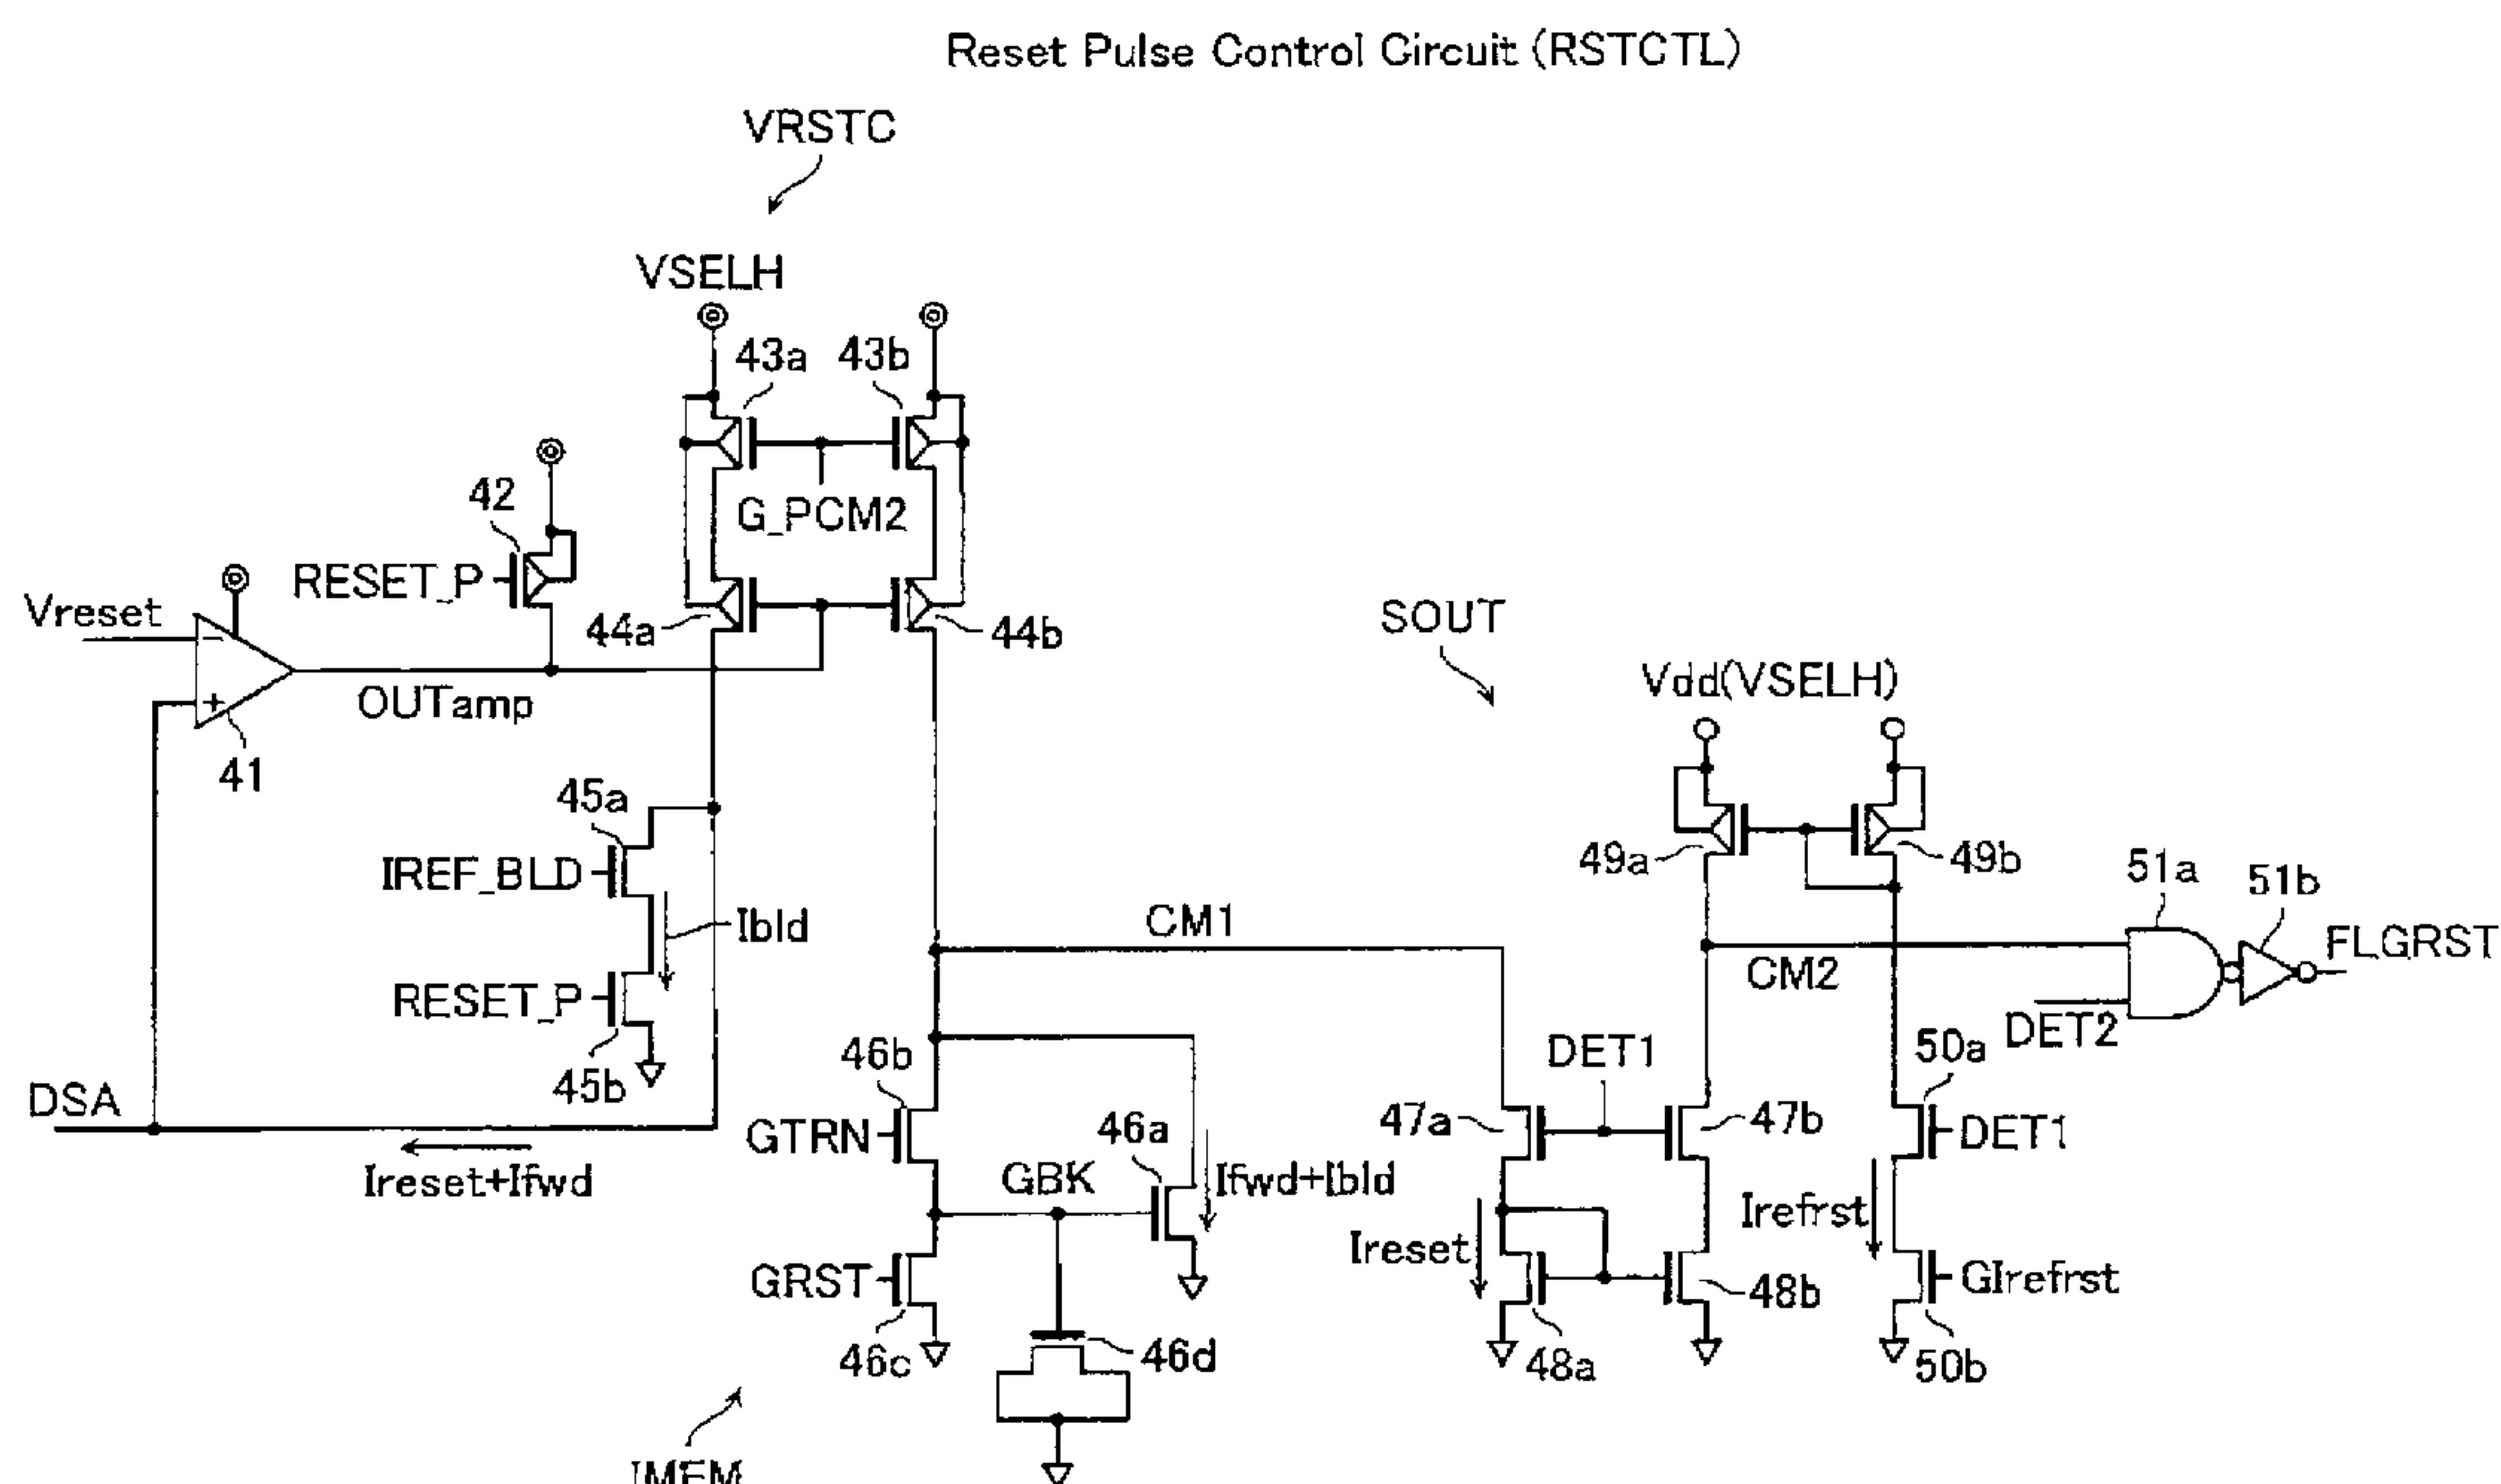 Reset Pulse Control Circuit (RSTCTL)
VRSTC
VSELH
43a
43b
G_PCM2
42
RESET_P
Vreset
44a
44b
SOUT
Vdd(VSELH)
−
+
OUTamp
41
45a
IREF_BLD
Ibld
RESET_P
45b
49a
49b
51a
51b
FLGRST
CM1
CM2
DET2
DSA
Ireset+Ifwd
46b
GTRN
46a
GBK
Ifwd+Ibld
GRST
46c
46d
47a
DET1
47b
50a
DET1
Ireset
Irefrst
48a
48b
GIrefrst
50b
IMEM